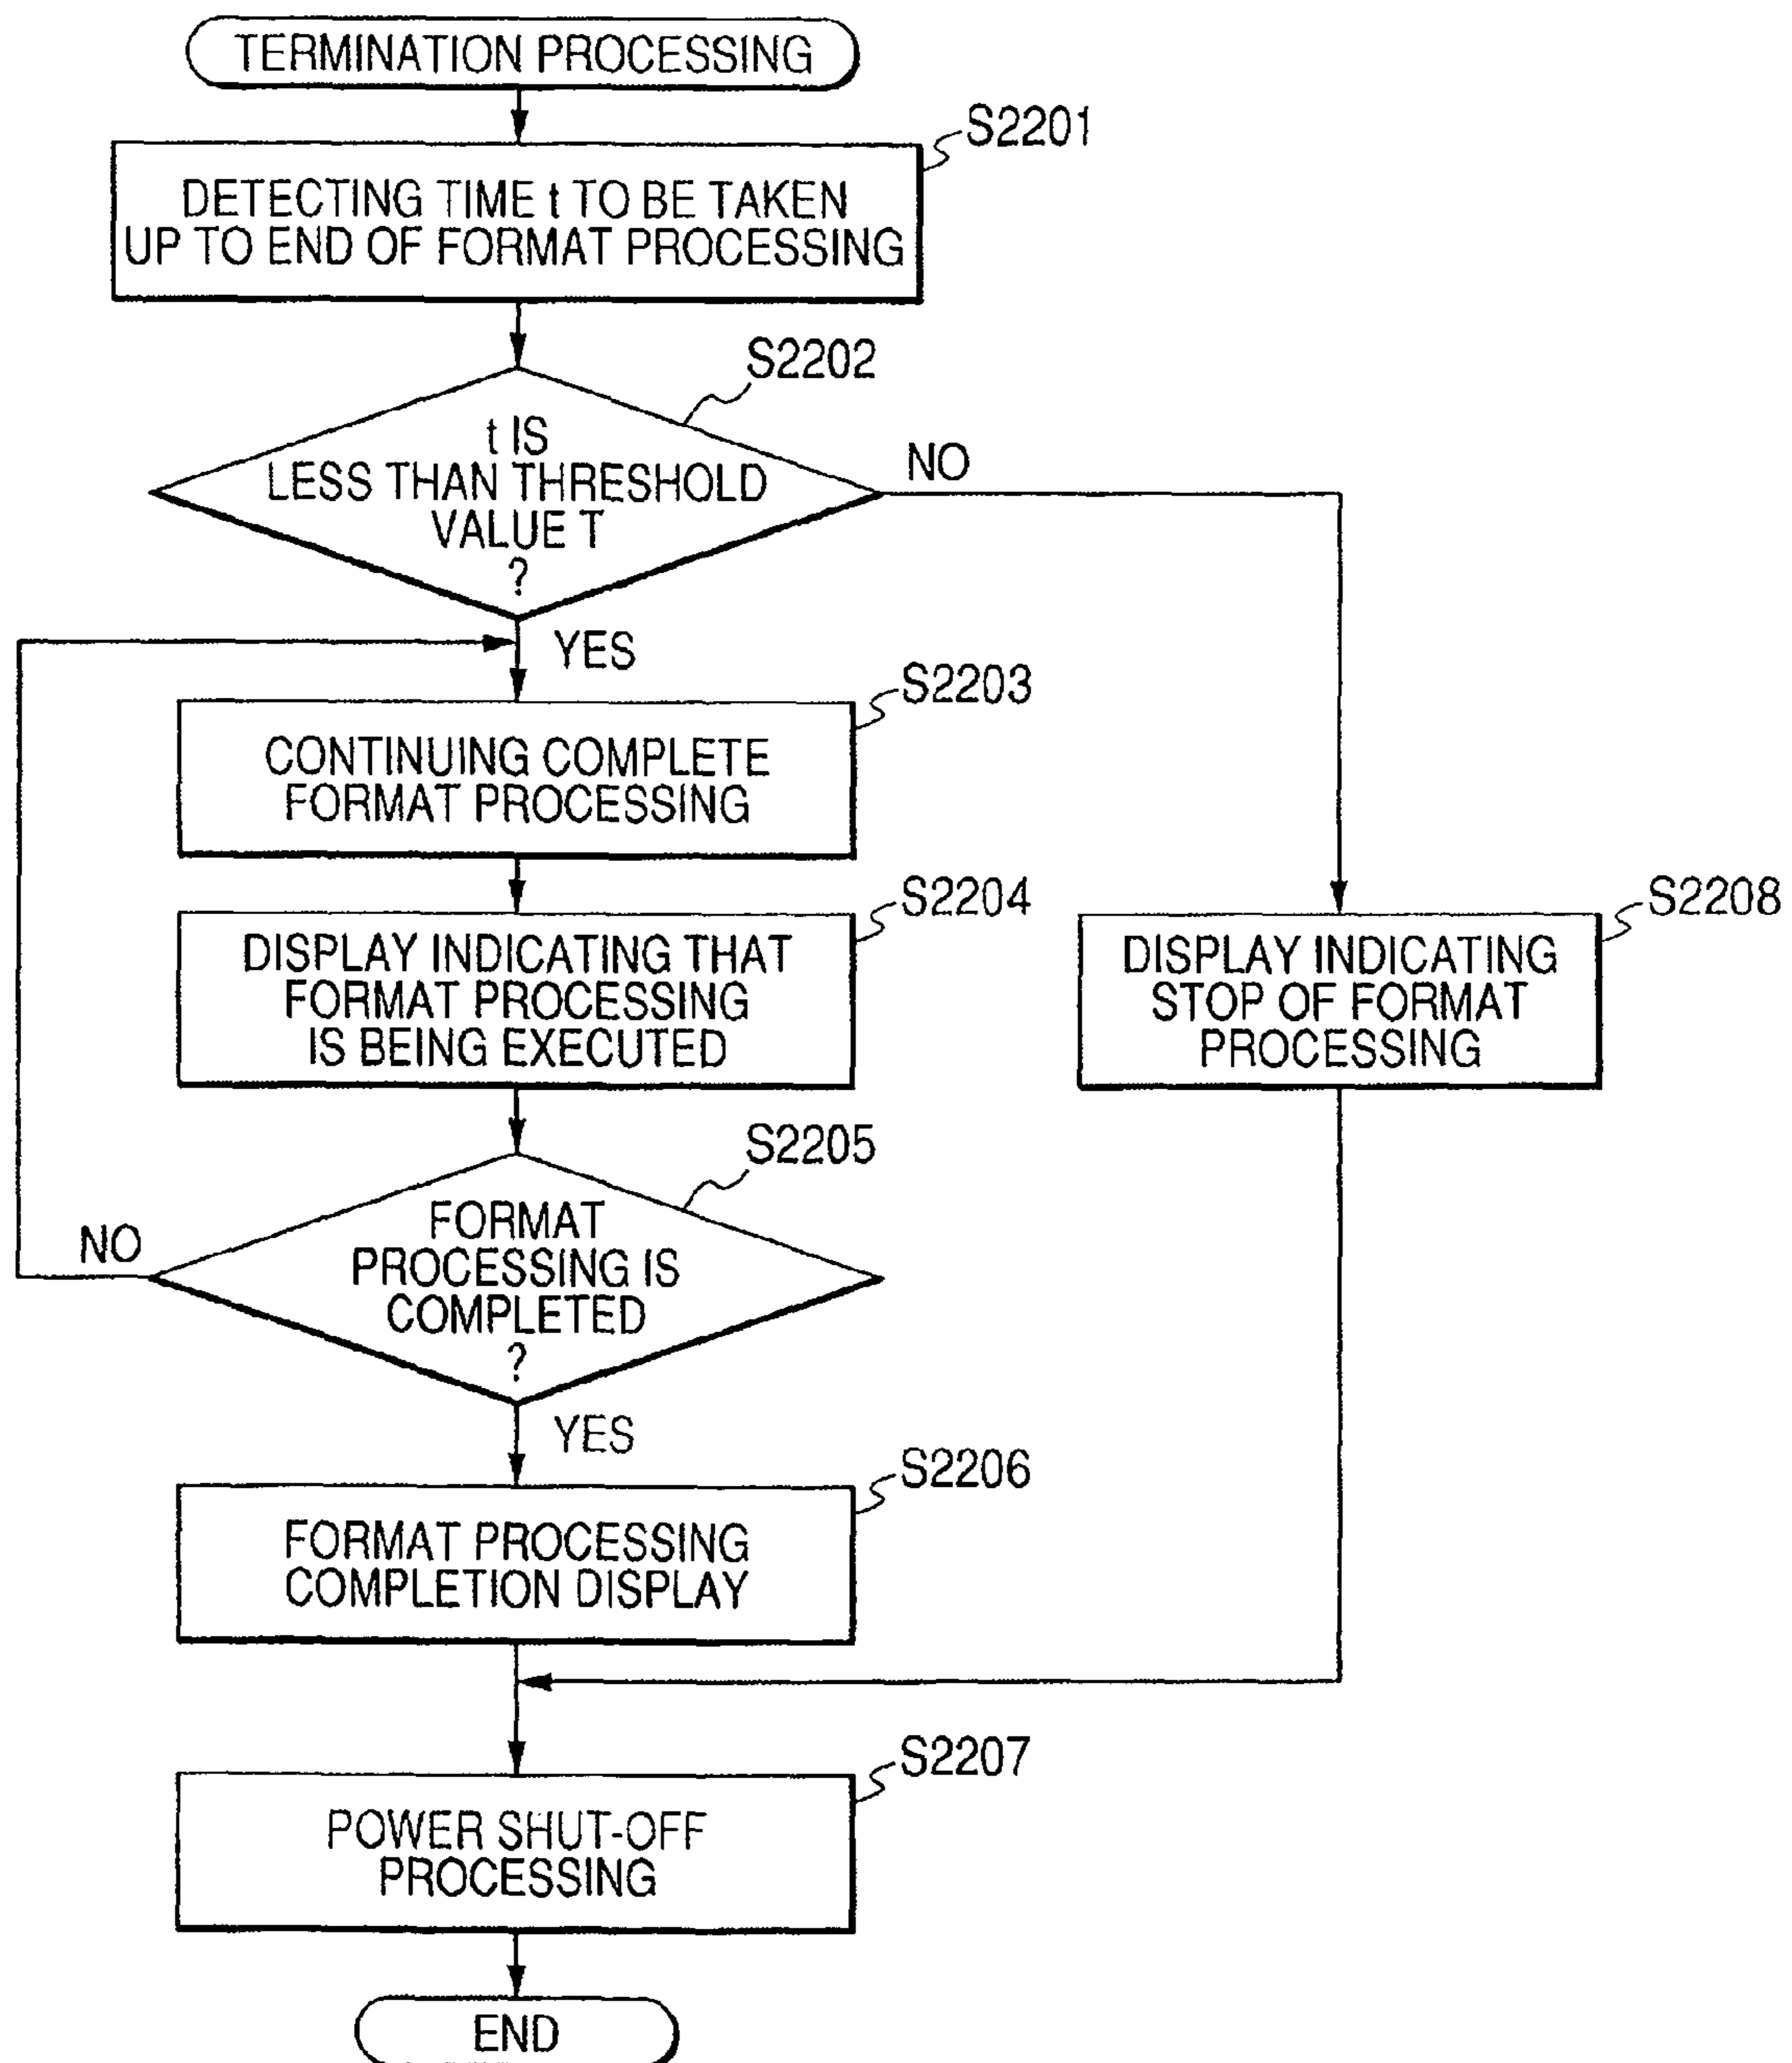 TERMINATION PROCESSING
S2201
DETECTING TIME t TO BE TAKEN
UP TO END OF FORMAT PROCESSING
S2202
t IS
LESS THAN THRESHOLD
VALUE T
?
NO
YES
S2203
CONTINUING COMPLETE
FORMAT PROCESSING
S2204
DISPLAY INDICATING THAT
FORMAT PROCESSING
IS BEING EXECUTED
S2208
DISPLAY INDICATING
STOP OF FORMAT
PROCESSING
S2205
FORMAT
PROCESSING IS
COMPLETED
?
NO
YES
S2206
FORMAT PROCESSING
COMPLETION DISPLAY
S2207
POWER SHUT-OFF
PROCESSING
END